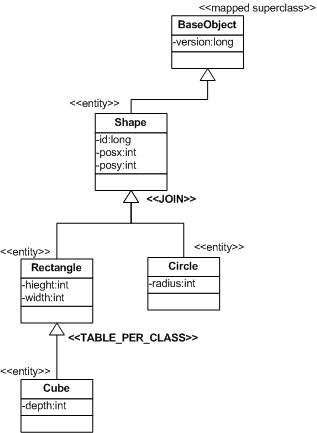 <<mapped superclass>>
BaseObject
-version:long
<<entity>>
Shape
-id:long
-posx:int
-posy:int
<<JOIN>>
<<entity>>
Rectangle
-hieght:int
-width:int
<<entity>>
Circle
-radius:int
<<TABLE_PER_CLASS>>
<<entity>>
Cube
-depth:int